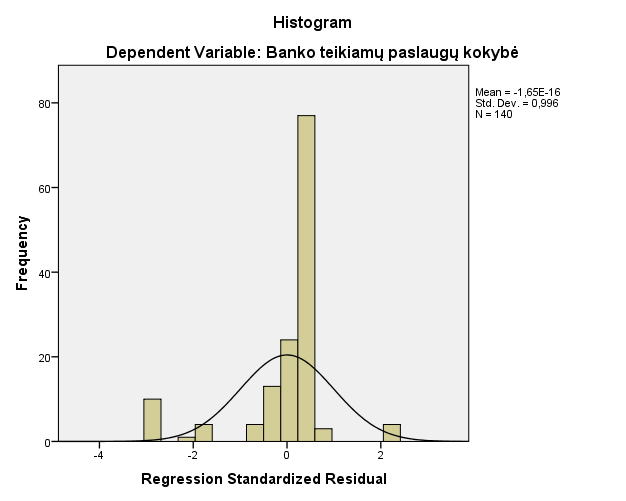 Histogram
Dependent Variable: Banko teikiamų paslaugų kokybė
Mean = -1,65E-16
Std. Dev. = 0,996
N = 140
80
60
40
20
0
Frequency
-4 -2 0 2
Regression Standardized Residual